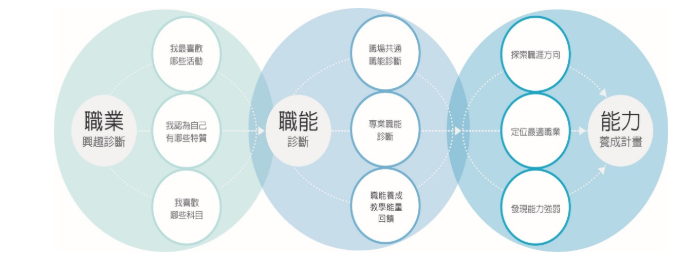 職業
興趣診斷
我最喜歡
哪些活動
我認為自己
有哪些特質
我喜歡
哪些科目
職能
診斷
職場共通
職能診斷
專業職能
診斷
職能養成
教學能量
回饋
探索職涯方向
定位最適職業
發現能力強弱
能力
養成計畫